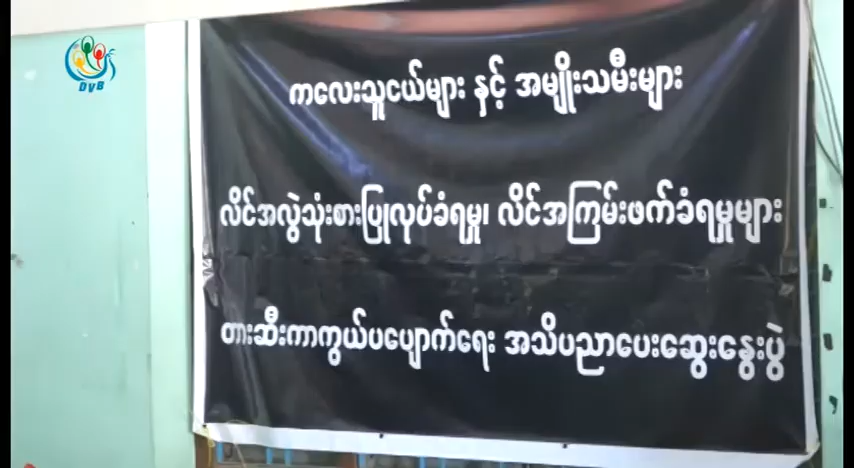 DVB
ကလေးသူငယ်များ နှင့် အမျိုးသမီးများ
လိင်အလွဲသုံးစားပြုလုပ်ခံရမှု၊ လိင်အကြမ်းဖက်ခံရမှုများ
တားဆီးကာကွယ်ပပျောက်ရေး အသိပညာပေးဆွေးနွေးပွဲ